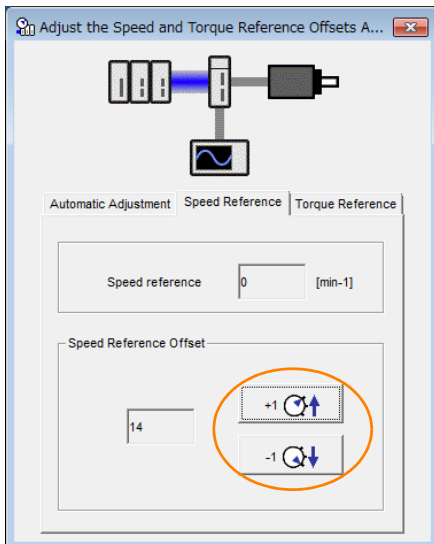 Adjust the Speed and Torque Reference Offsets A...
Automatic Adjustment Speed Reference Torque Reference
Speed reference 0 [min-1]
Speed Reference Offset
+1
14
-1